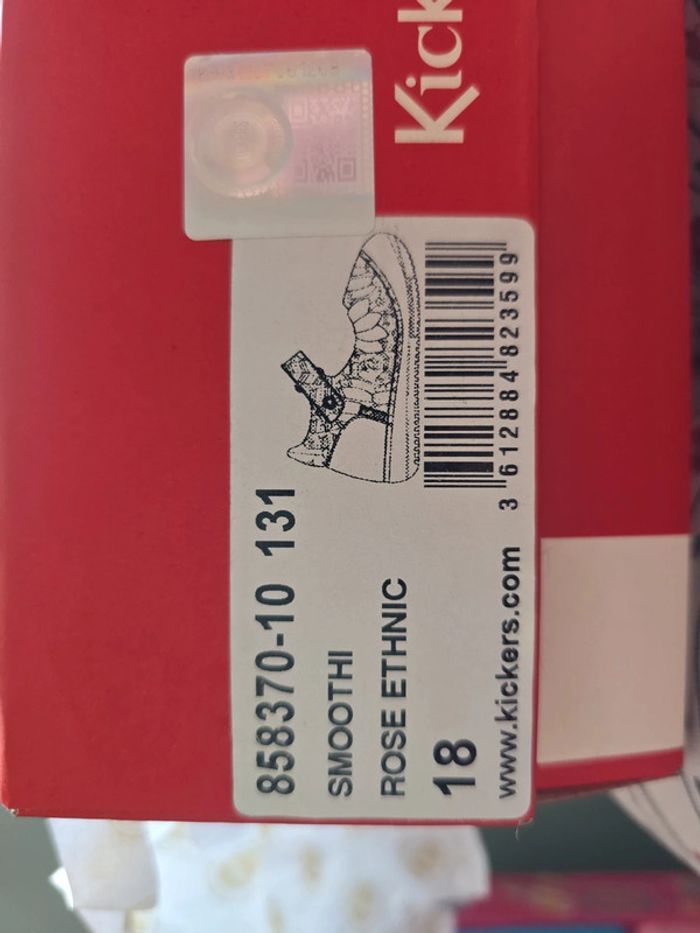 Kick
858370-10 131
SMOOTHI
ROSE ETHNIC
18
3 612884 823599
www.kickers.com